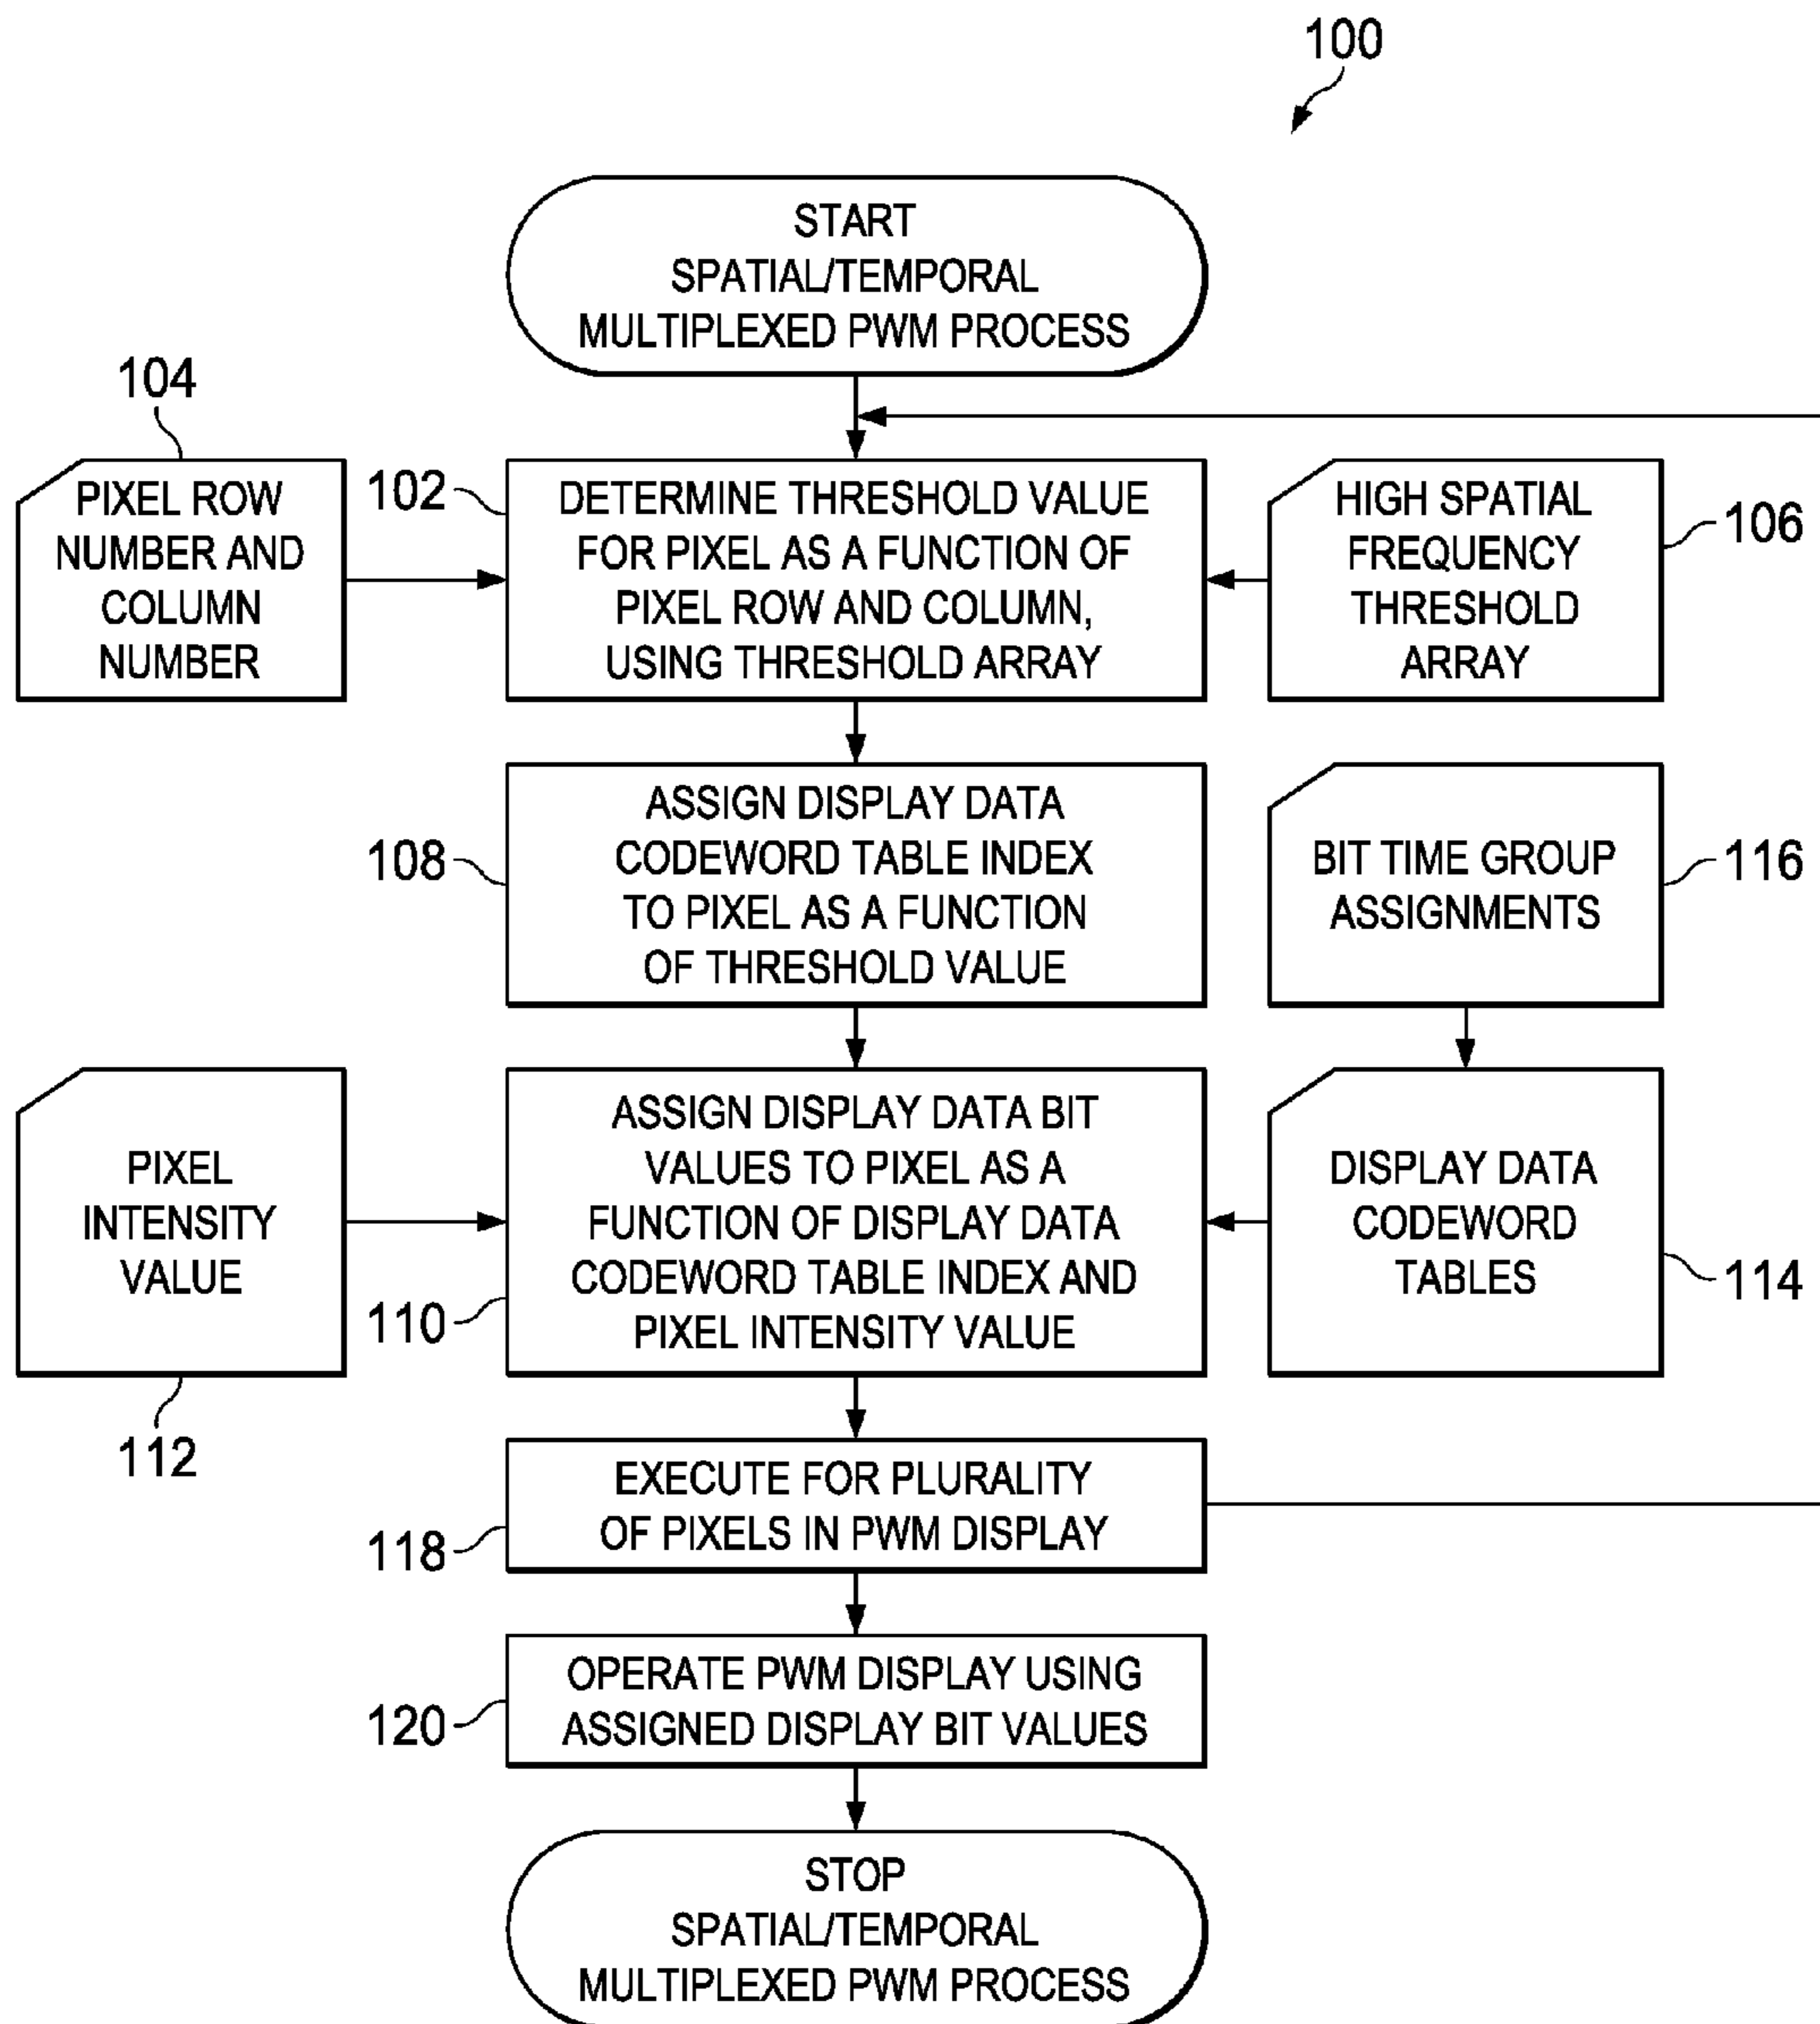 100
START
SPATIAL/TEMPORAL
MULTIPLEXED PWM PROCESS
104
PIXEL ROW
NUMBER AND
COLUMN
NUMBER
102
DETERMINE THRESHOLD VALUE
FOR PIXEL AS A FUNCTION OF
PIXEL ROW AND COLUMN,
USING THRESHOLD ARRAY
HIGH SPATIAL
FREQUENCY
THRESHOLD
ARRAY
106
108
ASSIGN DISPLAY DATA
CODEWORD TABLE INDEX
TO PIXEL AS A FUNCTION
OF THRESHOLD VALUE
BIT TIME GROUP
ASSIGNMENTS
116
PIXEL
INTENSITY
VALUE
112
110
ASSIGN DISPLAY DATA BIT
VALUES TO PIXEL AS A
FUNCTION OF DISPLAY DATA
CODEWORD TABLE INDEX AND
PIXEL INTENSITY VALUE
DISPLAY DATA
CODEWORD
TABLES
114
118
EXECUTE FOR PLURALITY
OF PIXELS IN PWM DISPLAY
120
OPERATE PWM DISPLAY USING
ASSIGNED DISPLAY BIT VALUES
STOP
SPATIAL/TEMPORAL
MULTIPLEXED PWM PROCESS